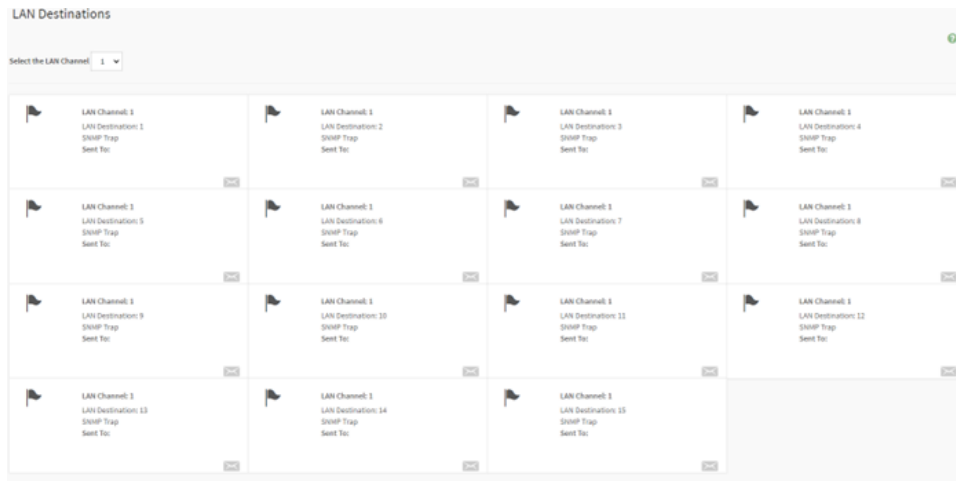 LAN Destinations
Select the LAN Channel 1
LAN Channel: 1
LAN Destination: 1
SNMP Trap
Sent To:
LAN Channel: 1
LAN Destination: 2
SNMP Trap
Sent To:
LAN Channel: 1
LAN Destination: 3
SNMP Trap
Sent To:
LAN Channel: 1
LAN Destination: 4
SNMP Trap
Sent To:
LAN Channel: 1
LAN Destination: 5
SNMP Trap
Sent To:
LAN Channel: 1
LAN Destination: 6
SNMP Trap
Sent To:
LAN Channel: 1
LAN Destination: 7
SNMP Trap
Sent To:
LAN Channel: 1
LAN Destination: 8
SNMP Trap
Sent To:
LAN Channel: 1
LAN Destination: 9
SNMP Trap
Sent To:
LAN Channel: 1
LAN Destination: 10
SNMP Trap
Sent To:
LAN Channel: 1
LAN Destination: 11
SNMP Trap
Sent To:
LAN Channel: 1
LAN Destination: 12
SNMP Trap
Sent To:
LAN Channel: 1
LAN Destination: 13
SNMP Trap
Sent To:
LAN Channel: 1
LAN Destination: 14
SNMP Trap
Sent To:
LAN Channel: 1
LAN Destination: 15
SNMP Trap
Sent To: